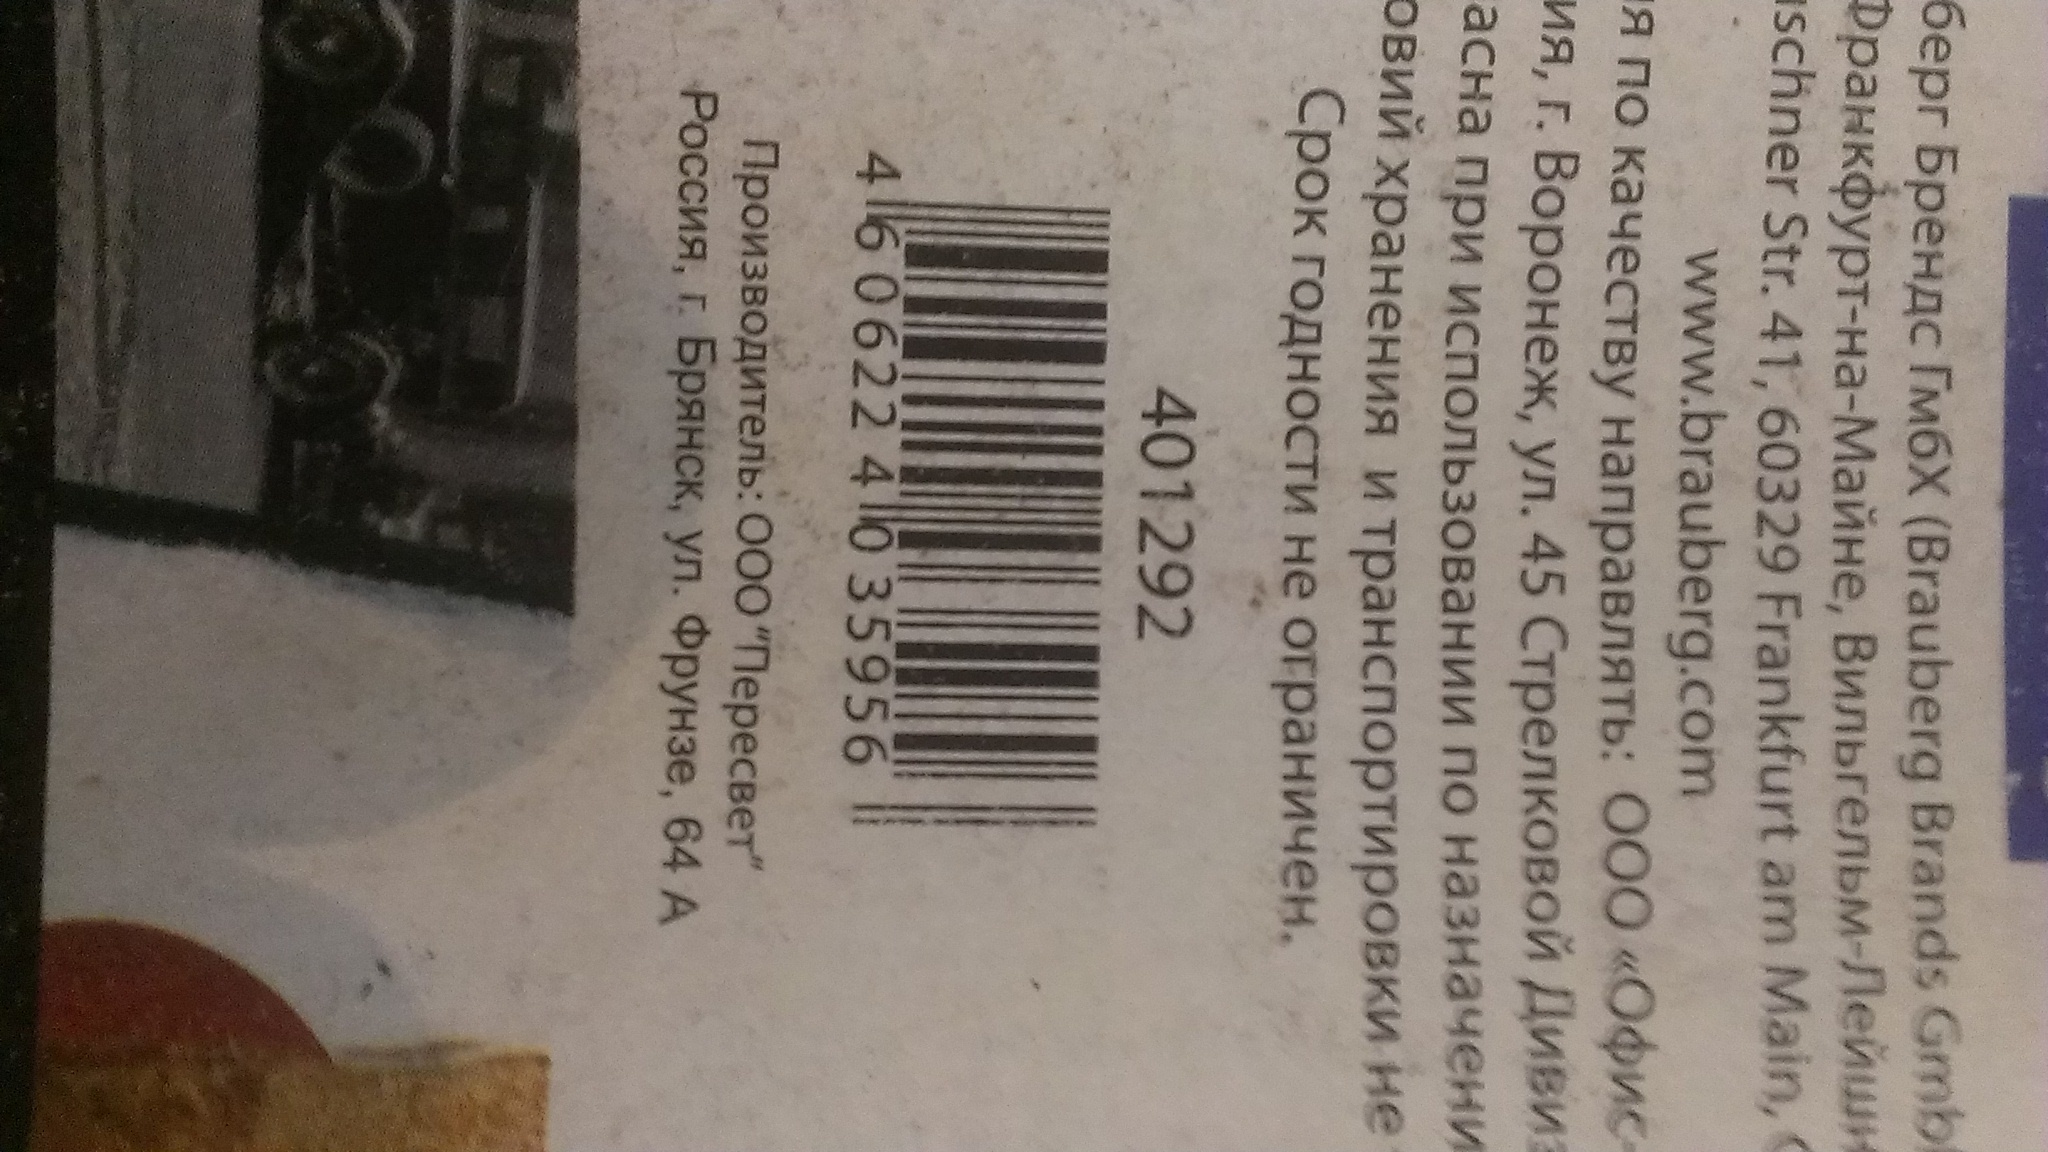 берг Брендс ГмбХ (Brauberg Brands Gmb
Франкфурт-на-Майне, Вильгельм-Лейшн
uschner Str. 41, 60329 Frankfurt am Main,
www.brauberg.com
я по качеству направлять: ООО «Офис-
ия, г. Воронеж, ул. 45 Стрелковой Дивиз
асна при использовании по назначени
овий хранения и транспортировки не
Срок годности не ограничен.
401292
4 606224 035956
Производитель: ООО "Пересвет"
Россия, г. Брянск, ул. Фрунзе, 64 А